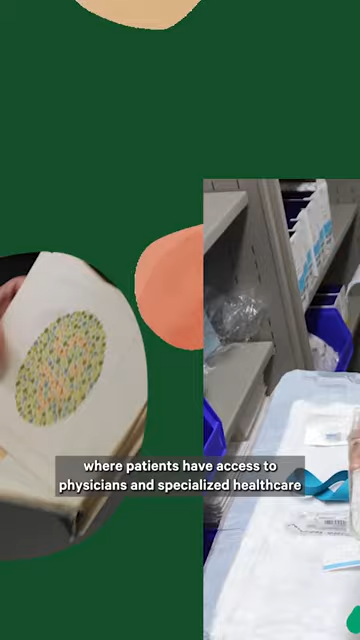 where patients have access to
physicians and specialized healthcare